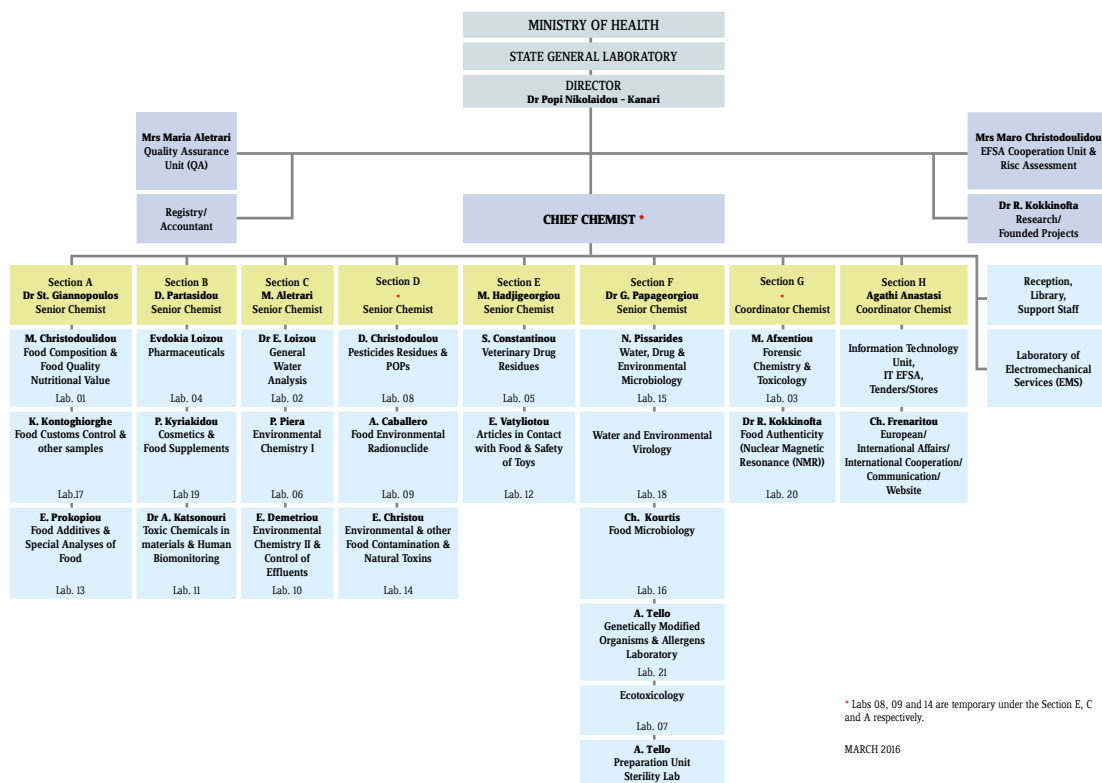 MINISTRY OF HEALTH
STATE GENERAL LABORATORY
DIRECTOR
Dr Popi Nikolaidou – Kanari
Mrs Maria Aletrari
Quality Assurance
Unit (QA)
Mrs Maro Christodoulidou
EFSA Cooperation Unit &
Risc Assessment
Registry/
Accountant
CHIEF CHEMIST *
Dr R. Kokkinofta
Research/
Founded Projects
Section A
Dr St. Giannopoulos
Senior Chemist
Section B
D. Partasidou
Senior Chemist
Section C
M. Aletrari
Senior Chemist
Section D
*
Senior Chemist
Section E
M. Hadjigeorgiou
Senior Chemist
Section F
Dr G. Papageorgiou
Senior Chemist
Section G
*
Coordinator Chemist
Section H
Agathi Anastasi
Coordinator Chemist
Reception,
Library,
Support Staff
M. Christodoulidou
Food Composition &
Food Quality
Nutritional Value
Lab. 01
Evdokia Loizou
Pharmaceuticals
Lab. 04
Dr E. Loizou
General
Water
Analysis
Lab. 02
D. Christodoulou
Pesticides Residues &
POPs
Lab. 08
S. Constantinou
Veterinary Drug
Residues
Lab. 05
N. Pissarides
Water, Drug &
Environmental
Microbiology
Lab. 15
M. Afxentiou
Forensic
Chemistry &
Toxicology
Lab. 03
Information Technology
Unit,
IT EFSA,
Tenders/Stores
Laboratory of
Electromechanical
Services (EMS)
K. Kontoghiorghe
Food Customs Control &
other samples
Lab.17
P. Kyriakidou
Cosmetics &
Food Supplements
Lab 19
P. Piera
Environmental
Chemistry I
Lab. 06
A. Caballero
Food Environmental
Radionuclide
Lab. 09
E. Vatyliotou
Articles in Contact
with Food & Safety
of Toys
Lab. 12
Water and Environmental
Virology
Lab. 18
Dr R. Kokkinofta
Food Authenticity
(Nuclear Magnetic
Resonance (NMR))
Lab. 20
Ch. Frenaritou
European/
International Affairs/
International Cooperation/
Communication/
Website
E. Prokopiou
Food Additives &
Special Analyses of
Food
Lab. 13
Dr A. Katsonouri
Toxic Chemicals in
materials & Human
Biomonitoring
Lab. 11
E. Demetriou
Environmental
Chemistry II &
Control of
Effluents
Lab. 10
E. Christou
Environmental & other
Food Contamination &
Natural Toxins
Lab. 14
Ch. Kourtis
Food Microbiology
Lab. 16
A. Tello
Genetically Modified
Organisms & Allergens
Laboratory
Lab. 21
Ecotoxicology
Lab. 07
A. Tello
Preparation Unit
Sterility Lab
* Labs 08, 09 and 14 are temporary under the Section E, C
and A respectively.
MARCH 2016